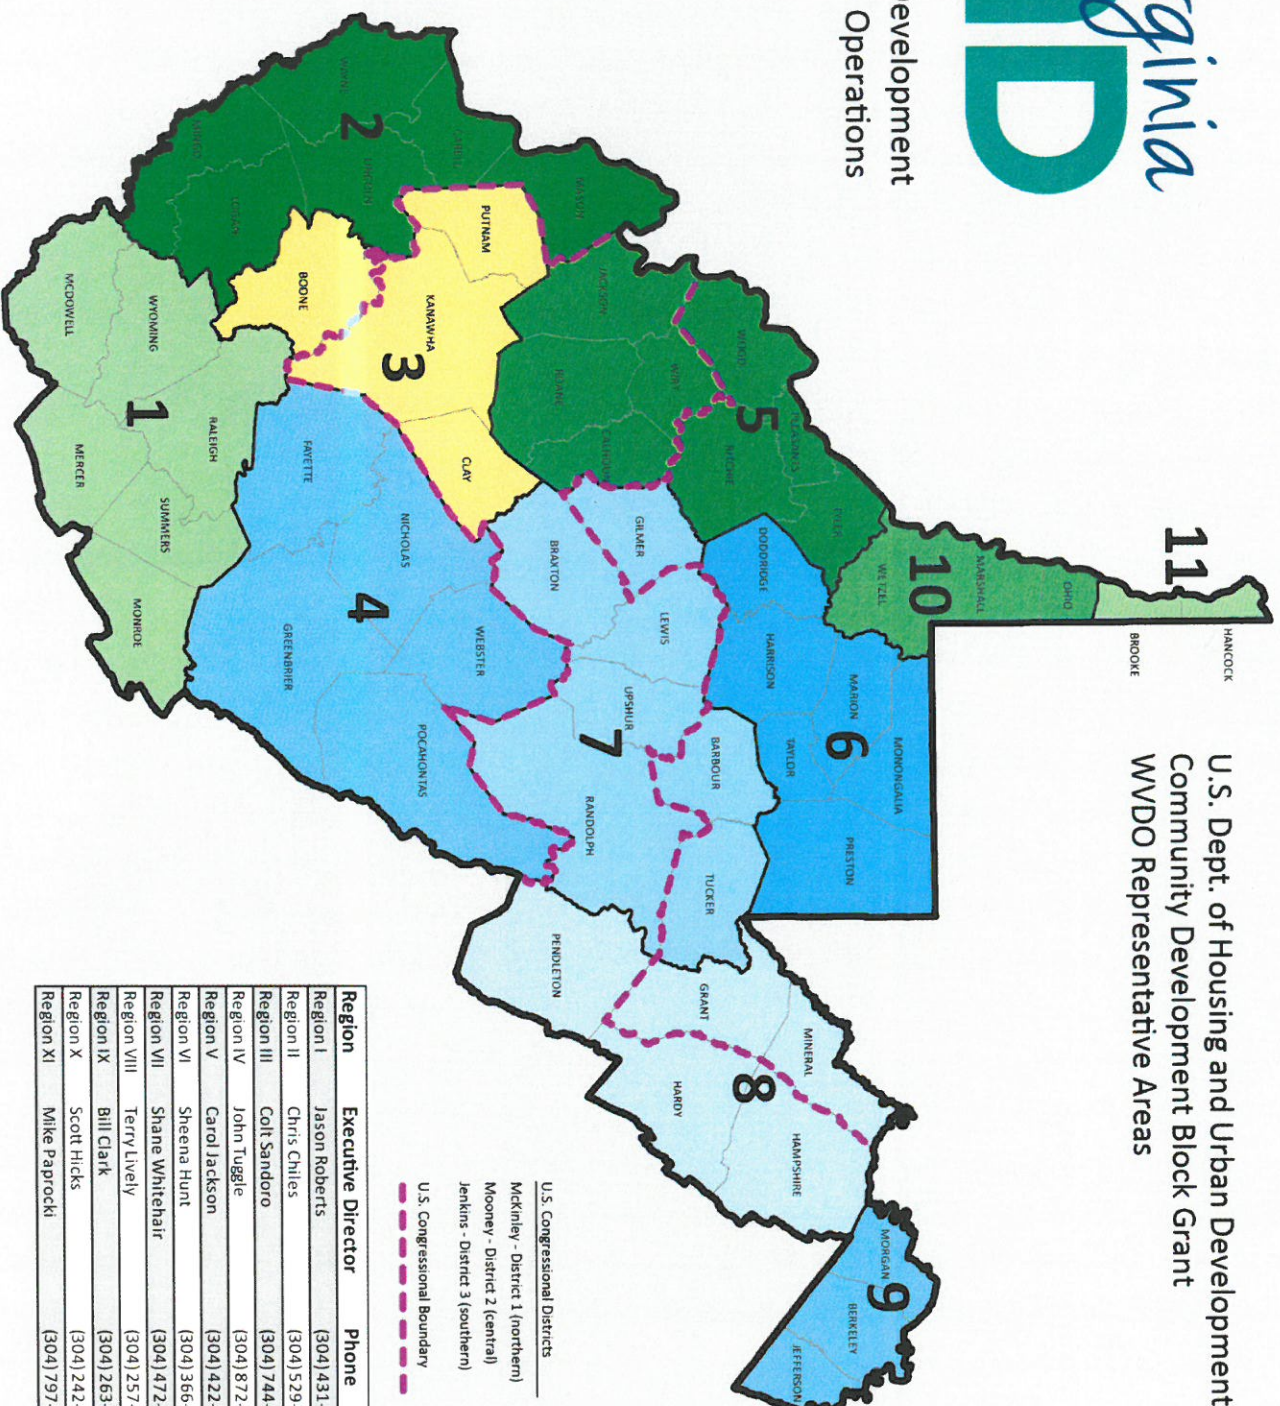 ginia
D
evelopment
Operations
U.S. Dept. of Housing and Urban Development
Community Development Block Grant
WVDO Representative Areas
11
HANCOCK
BROOKE
OHIO
MARSHALL
10
WETZEL
TYLER
PLEASANTS
WOOD
5
RITCHIE
WIRT
JACKSON
ROANE
CALHOUN
DODDRIDGE
HARRISON
MARION
MONONGALIA
6
TAYLOR
PRESTON
GILMER
BRAXTON
LEWIS
UPSHUR
7
BARBOUR
RANDOLPH
TUCKER
MASON
CABELL
WAYNE
2
LINCOLN
MINGO
LOGAN
PUTNAM
KANAWHA
3
BOONE
CLAY
NICHOLAS
FAYETTE
4
WEBSTER
GREENBRIER
POCAHONTAS
MCDOWELL
WYOMING
1
RALEIGH
MERCER
SUMMERS
MONROE
PENDLETON
GRANT
MINERAL
8
HARDY
HAMPSHIRE
MORGAN
9
BERKELEY
JEFFERSON
U.S. Congressional Districts
McKinley - District 1 (northern)
Mooney - District 2 (central)
Jenkins - District 3 (southern)
U.S. Congressional Boundary
Region Executive Director Phone
Region I Jason Roberts (304)431-
Region II Chris Chiles (304)529-
Region III Colt Sandoro (304)744-
Region IV John Tuggle (304)872-
Region V Carol Jackson (304)422-
Region VI Sheena Hunt (304)366-
Region VII Shane Whitehair (304)472-
Region VIII Terry Lively (304)257-
Region IX Bill Clark (304)263-
Region X Scott Hicks (304)242-
Region XI Mike Paprocki (304)797-